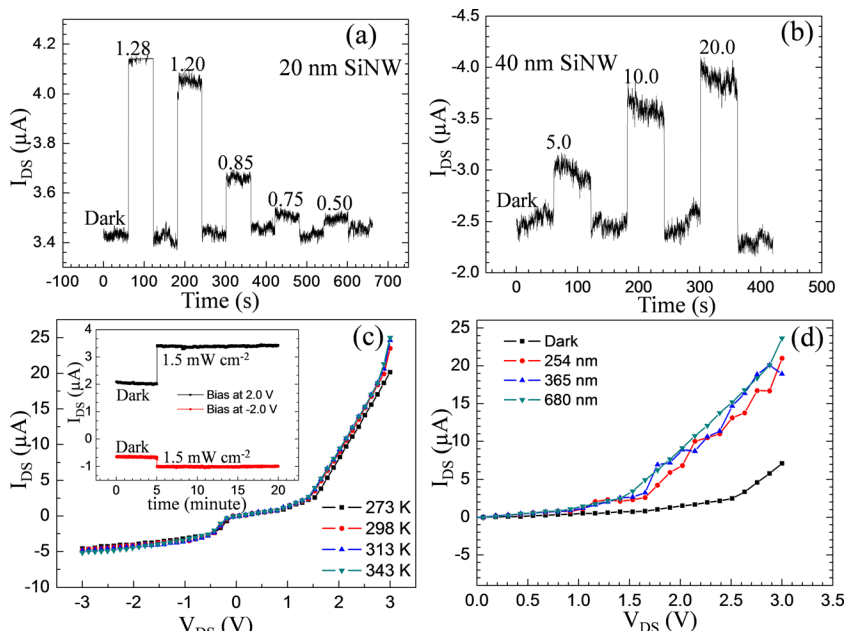 (a)
20 nm SiNW
1.28
1.20
0.85
0.75
0.50
Dark
4.2
4.0
3.8
3.6
3.4
I_DS (μA)
-100 0 100 200 300 400 500 600 700
Time (s)
(b)
40 nm SiNW
5.0
10.0
20.0
Dark
-4.5
-4.0
-3.5
-3.0
-2.5
-2.0
I_DS (μA)
0 100 200 300 400 500
Time (s)
(c)
25
20
15
10
5
0
-5
-10
I_DS (μA)
-3 -2 -1 0 1 2 3
V_DS (V)
4
3
2
1
0
-1
I_DS (μA)
1.5 mW cm⁻²
Dark
Bias at 2.0 V
Bias at -2.0 V
Dark
1.5 mW cm⁻²
0 5 10 15 20
time (minute)
273 K
298 K
313 K
343 K
(d)
Dark
254 nm
365 nm
680 nm
25
20
15
10
5
0
-5
I_DS (μA)
0.0 0.5 1.0 1.5 2.0 2.5 3.0 3.5
V_DS (V)